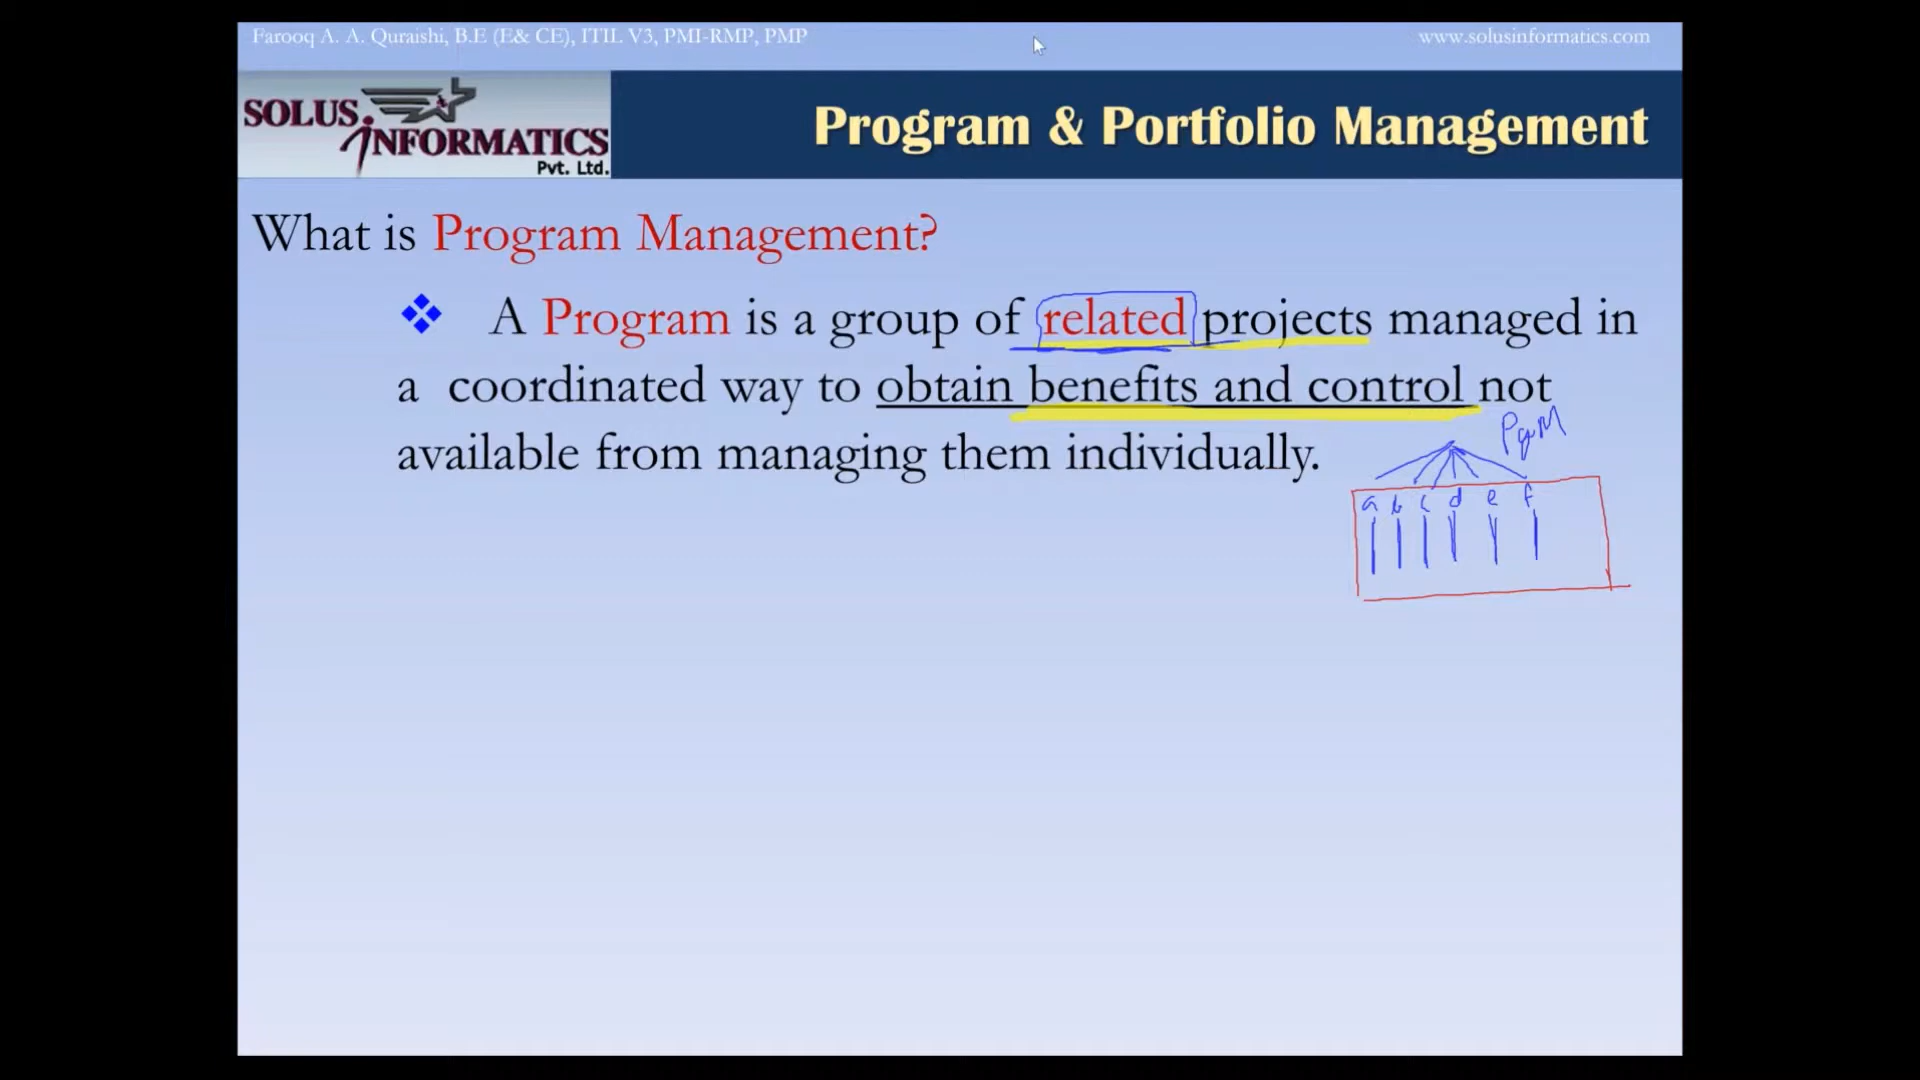 Farooq A. A. Quraishi, B.E (E& CE), ITIL V3, PMI-RMP, PMP
www.solusinformatics.com
SOLUS
INFORMATICS
Pvt. Ltd.
Program & Portfolio Management
What is Program Management?
A Program is a group of related projects managed in
a coordinated way to obtain benefits and control not
available from managing them individually.
PgM
a b c d e f